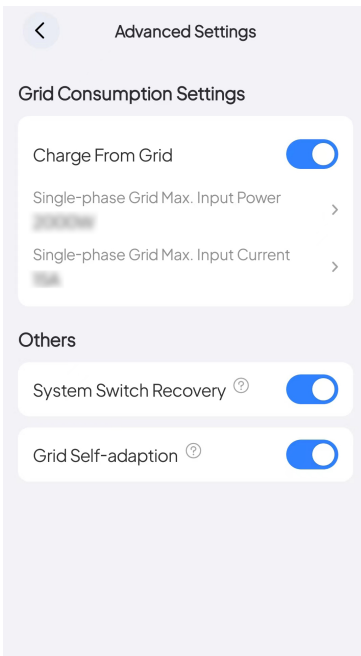 Advanced Settings
Grid Consumption Settings
Charge From Grid
Single-phase Grid Max. Input Power
Single-phase Grid Max. Input Current
Others
System Switch Recovery ?
Grid Self-adaption ?